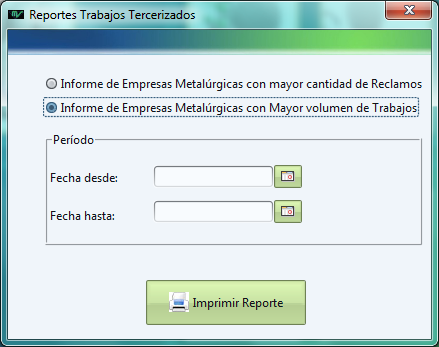 Reportes Trabajos Tercerizados
Informe de Empresas Metalúrgicas con mayor cantidad de Reclamos
Informe de Empresas Metalúrgicas con Mayor volumen de Trabajos
Período
Fecha desde:
Fecha hasta:
Imprimir Reporte